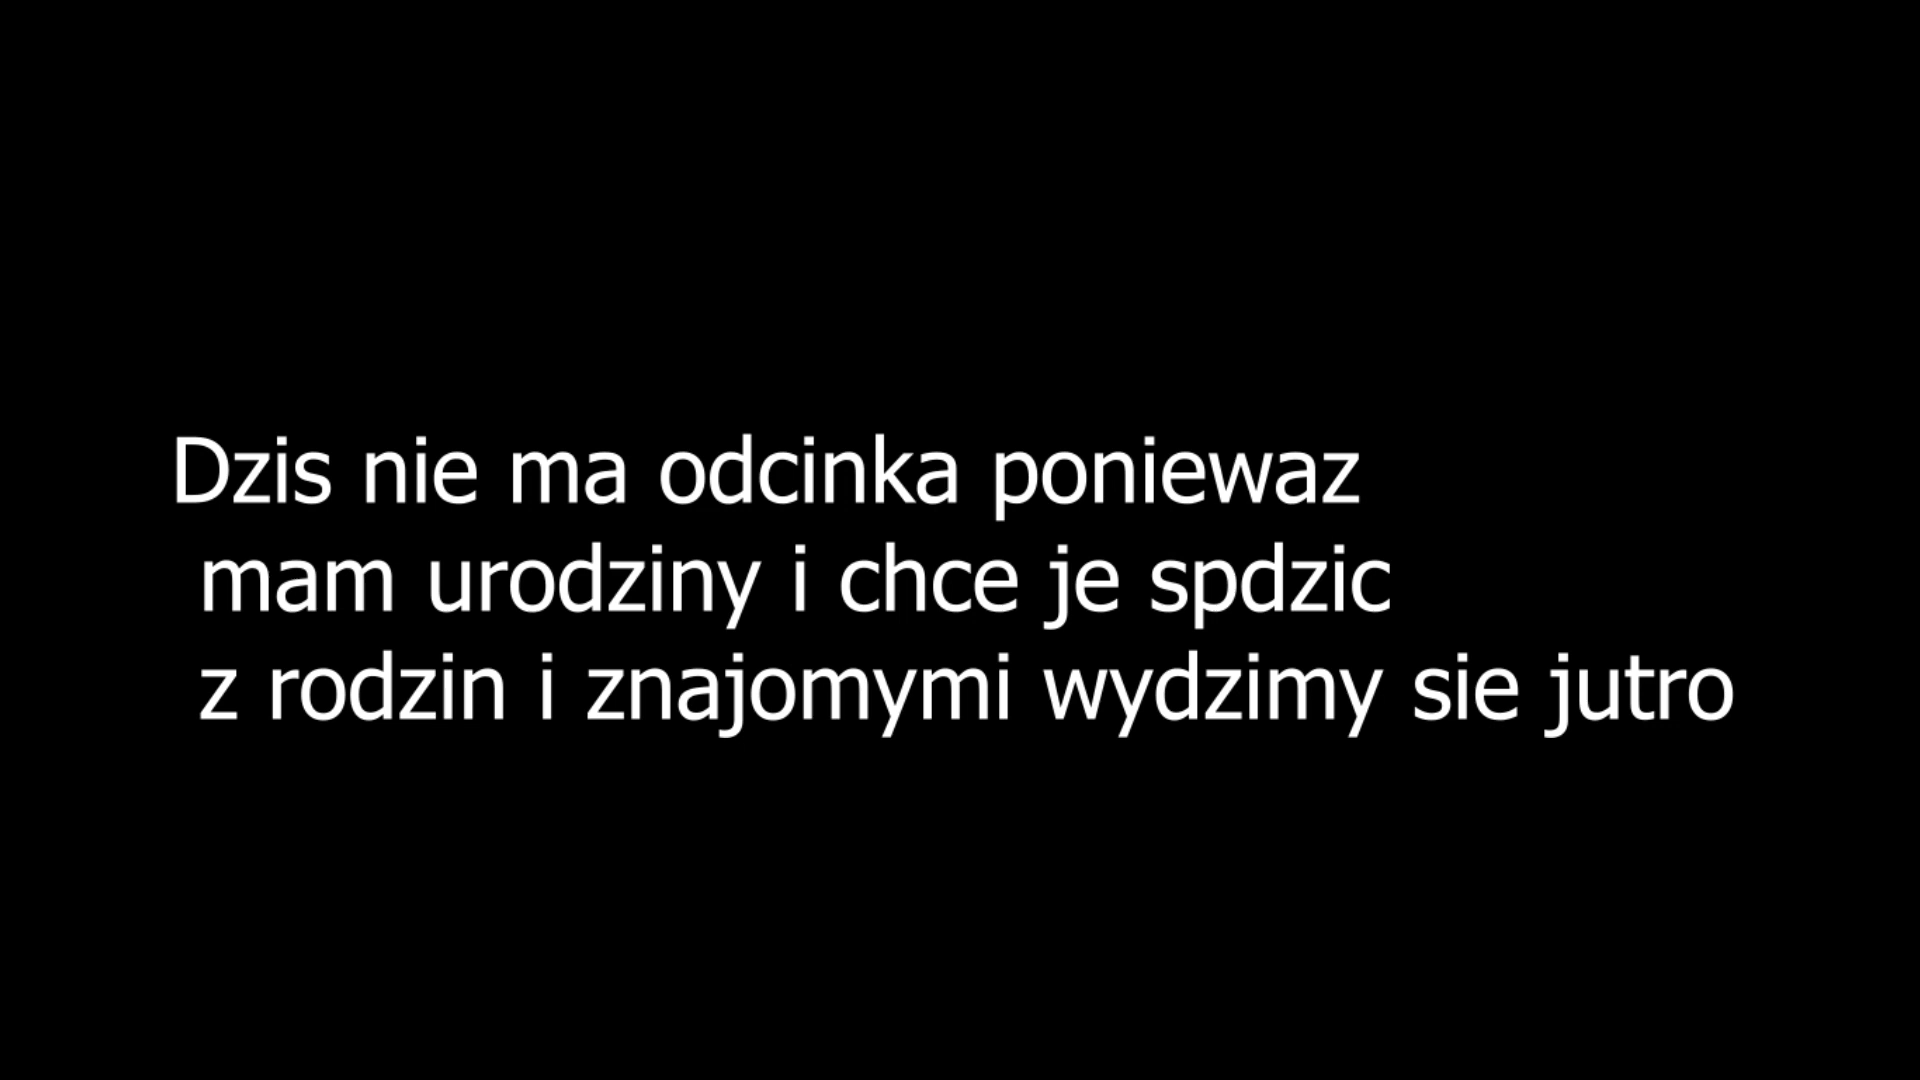 Dzis nie ma odcinka poniewaz
mam urodziny i chce je spdzic
z rodzin i znajomymi wydzimy sie jutro